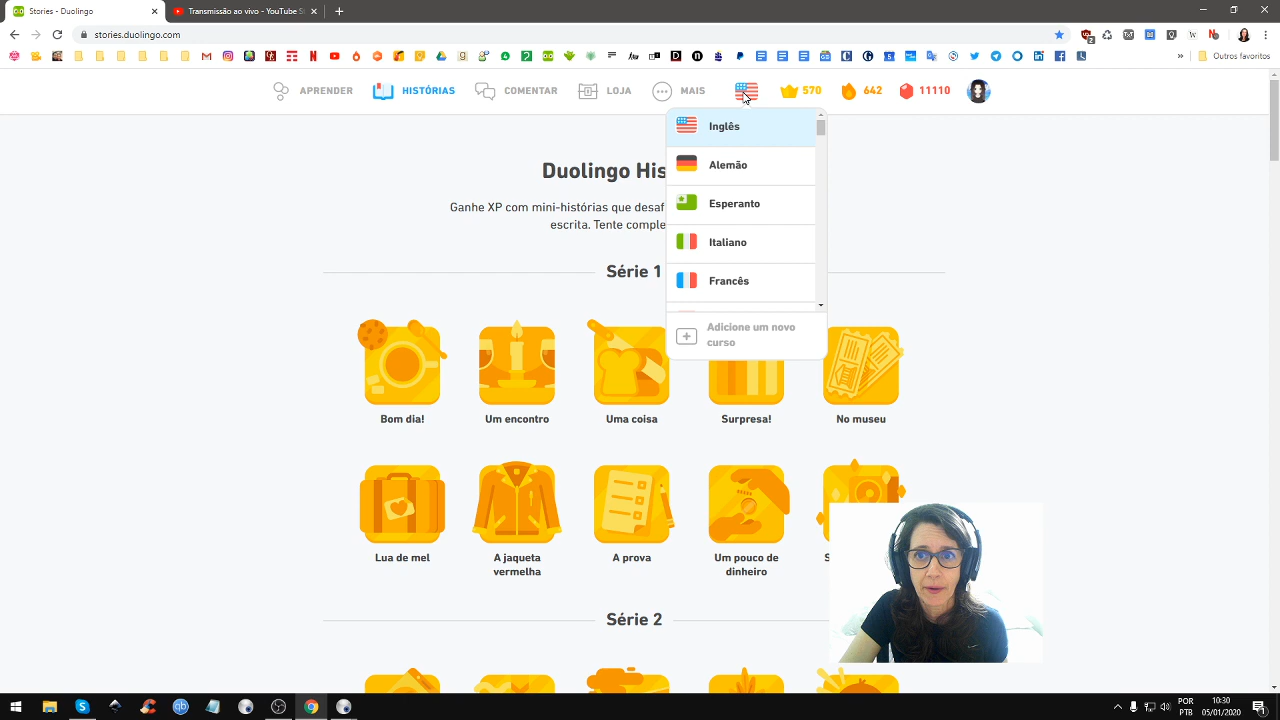 Stories - Duolingo
Transmissão ao vivo - YouTube St
stories.duolingo.com
Outros favoritos
APRENDER
HISTÓRIAS
COMENTAR
LOJA
MAIS
570
642
11110
Inglês
Alemão
Esperanto
Italiano
Francês
Adicione um novo
curso
Duolingo His
Ganhe XP com mini-histórias que desaf
escrita. Tente comple
Série 1
Bom dia!
Um encontro
Uma coisa
Surpresa!
No museu
Lua de mel
A jaqueta
vermelha
A prova
Um pouco de
dinheiro
S
Série 2
POR
PTB
10:30
05/01/2020